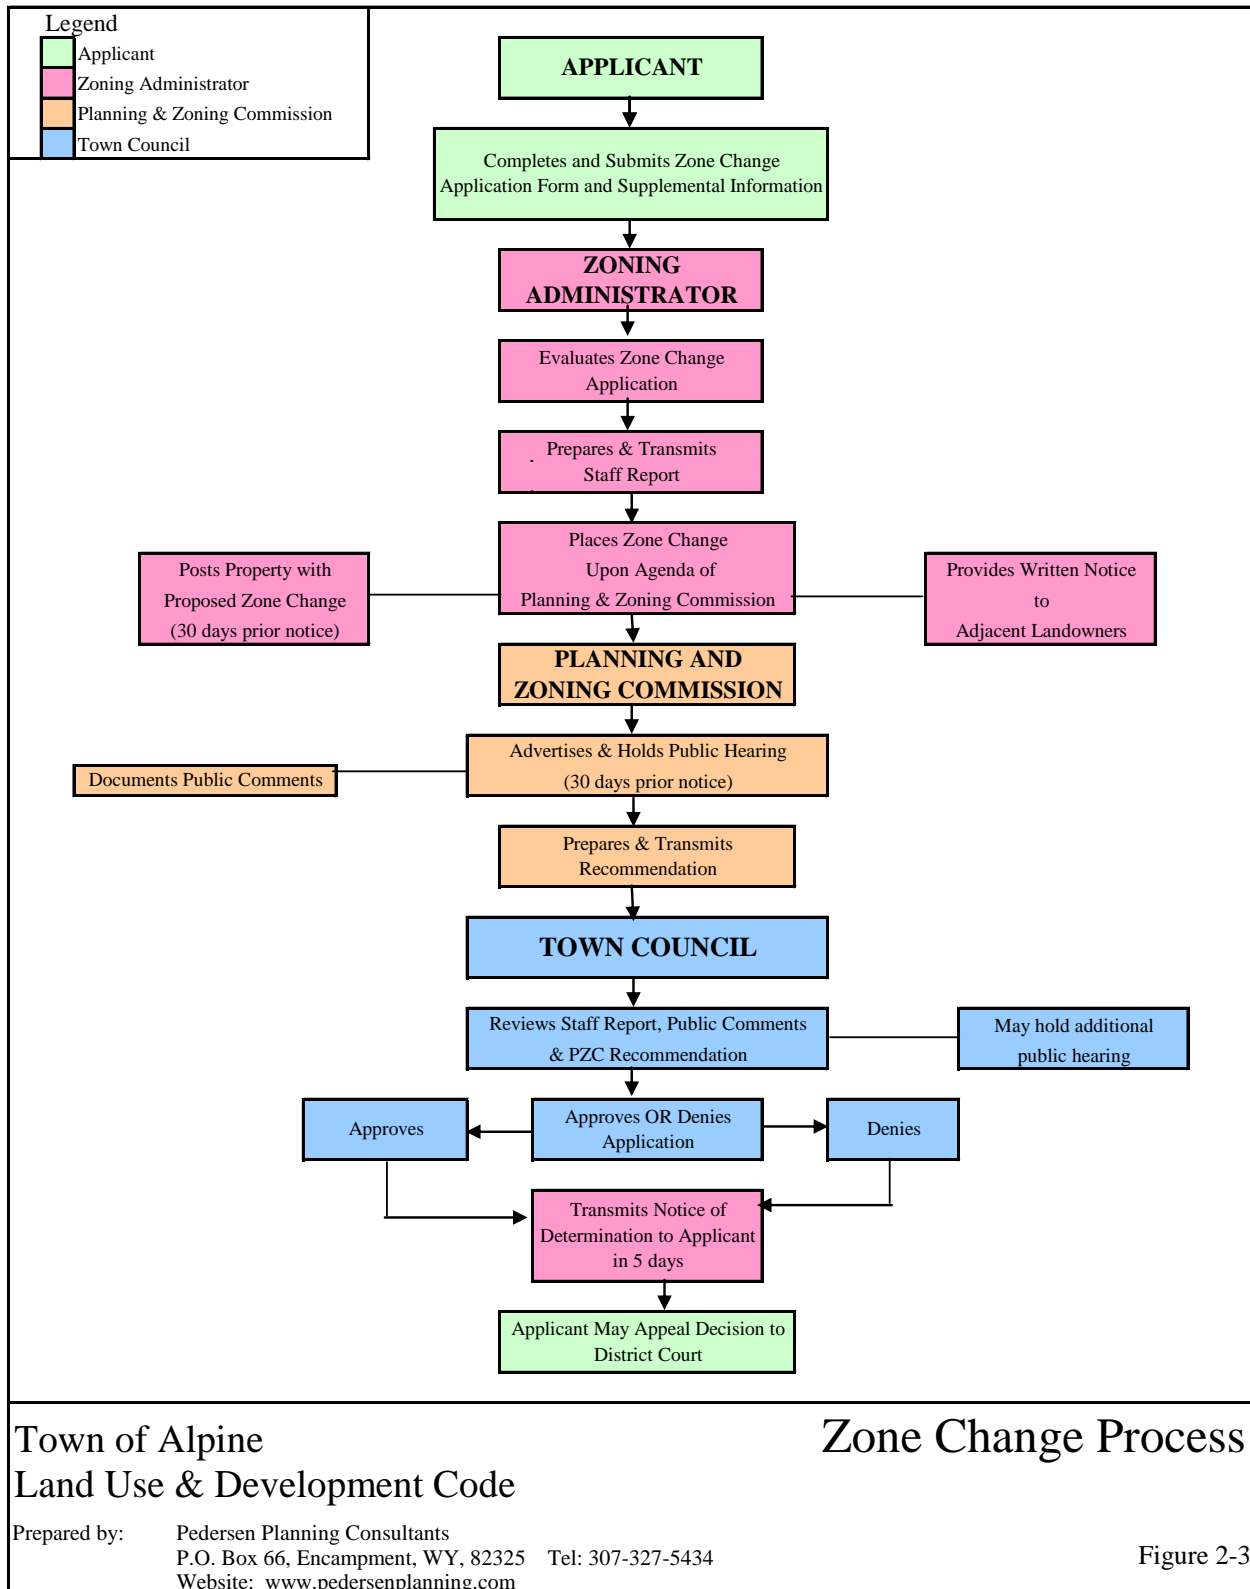 Legend
Applicant
Zoning Administrator
Planning & Zoning Commission
Town Council
APPLICANT
Completes and Submits Zone Change
Application Form and Supplemental Information
ZONING
ADMINISTRATOR
Evaluates Zone Change
Application
Prepares & Transmits
Staff Report
Places Zone Change
Upon Agenda of
Planning & Zoning Commission
Posts Property with
Proposed Zone Change
(30 days prior notice)
Provides Written Notice
to
Adjacent Landowners
PLANNING AND
ZONING COMMISSION
Advertises & Holds Public Hearing
(30 days prior notice)
Documents Public Comments
Prepares & Transmits
Recommendation
TOWN COUNCIL
Reviews Staff Report, Public Comments
& PZC Recommendation
May hold additional
public hearing
Approves
Approves OR Denies
Application
Denies
Transmits Notice of
Determination to Applicant
in 5 days
Applicant May Appeal Decision to
District Court
Town of Alpine
Land Use & Development Code
Zone Change Process
Prepared by: Pedersen Planning Consultants
P.O. Box 66, Encampment, WY, 82325 Tel: 307-327-5434
Website: www.pedersenplanning.com
Figure 2-3